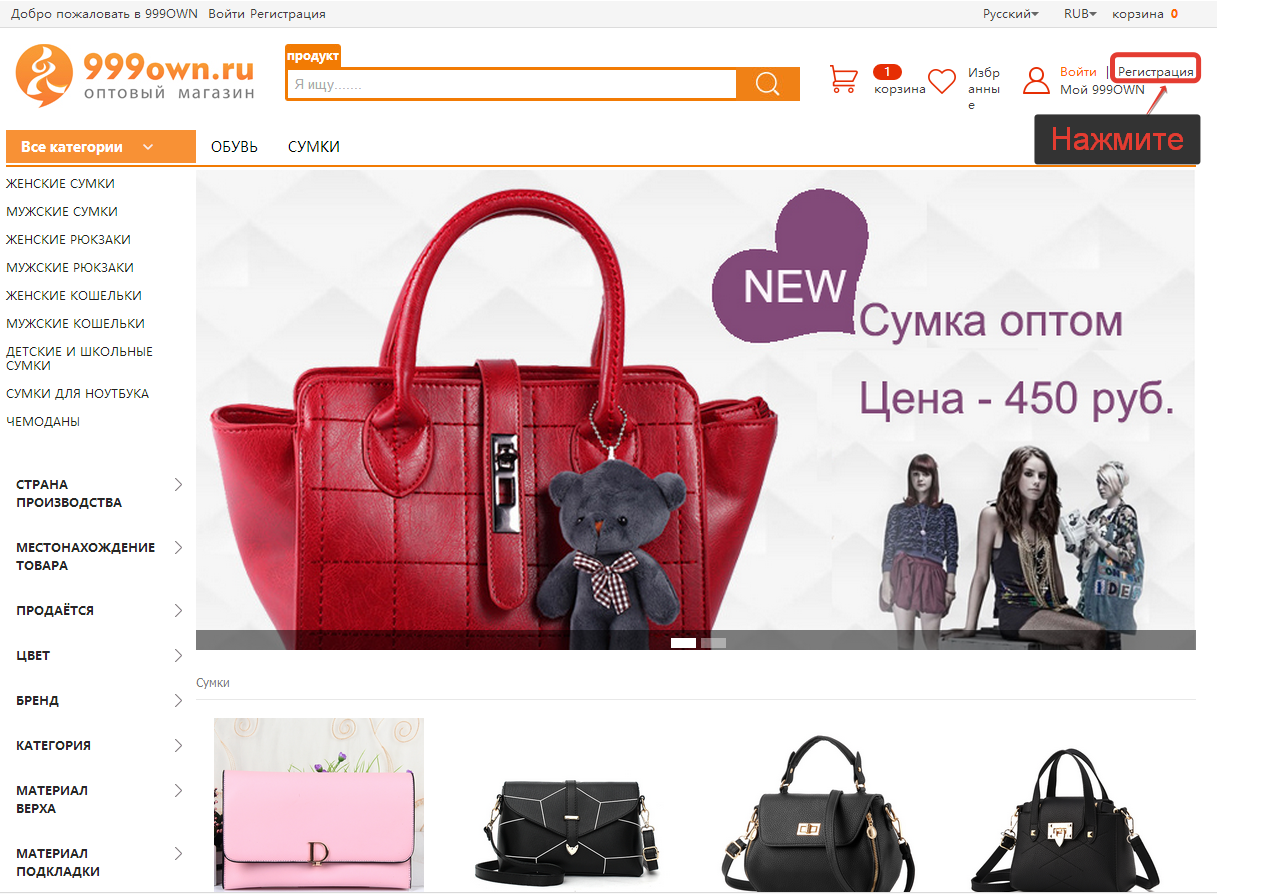 Добро пожаловать в 999OWN Войти Регистрация
Русский RUB корзина 0
999own.ru
оптовый магазин
продукт
Я ищу.......
1
корзина
Избр
анны
е
Войти | Регистрация
Мой 999OWN
Нажмите
Все категории ОБУВЬ СУМКИ
ЖЕНСКИЕ СУМКИ
МУЖСКИЕ СУМКИ
ЖЕНСКИЕ РЮКЗАКИ
МУЖСКИЕ РЮКЗАКИ
ЖЕНСКИЕ КОШЕЛЬКИ
МУЖСКИЕ КОШЕЛЬКИ
ДЕТСКИЕ И ШКОЛЬНЫЕ
СУМКИ
СУМКИ ДЛЯ НОУТБУКА
ЧЕМОДАНЫ
NEW
Сумка оптом
Цена - 450 руб.
СТРАНА
ПРОИЗВОДСТВА
МЕСТОНАХОЖДЕНИЕ
ТОВАРА
ПРОДАЁТСЯ
ЦВЕТ
БРЕНД
КАТЕГОРИЯ
МАТЕРИАЛ
ВЕРХА
МАТЕРИАЛ
ПОДКЛАДКИ
Сумки
D